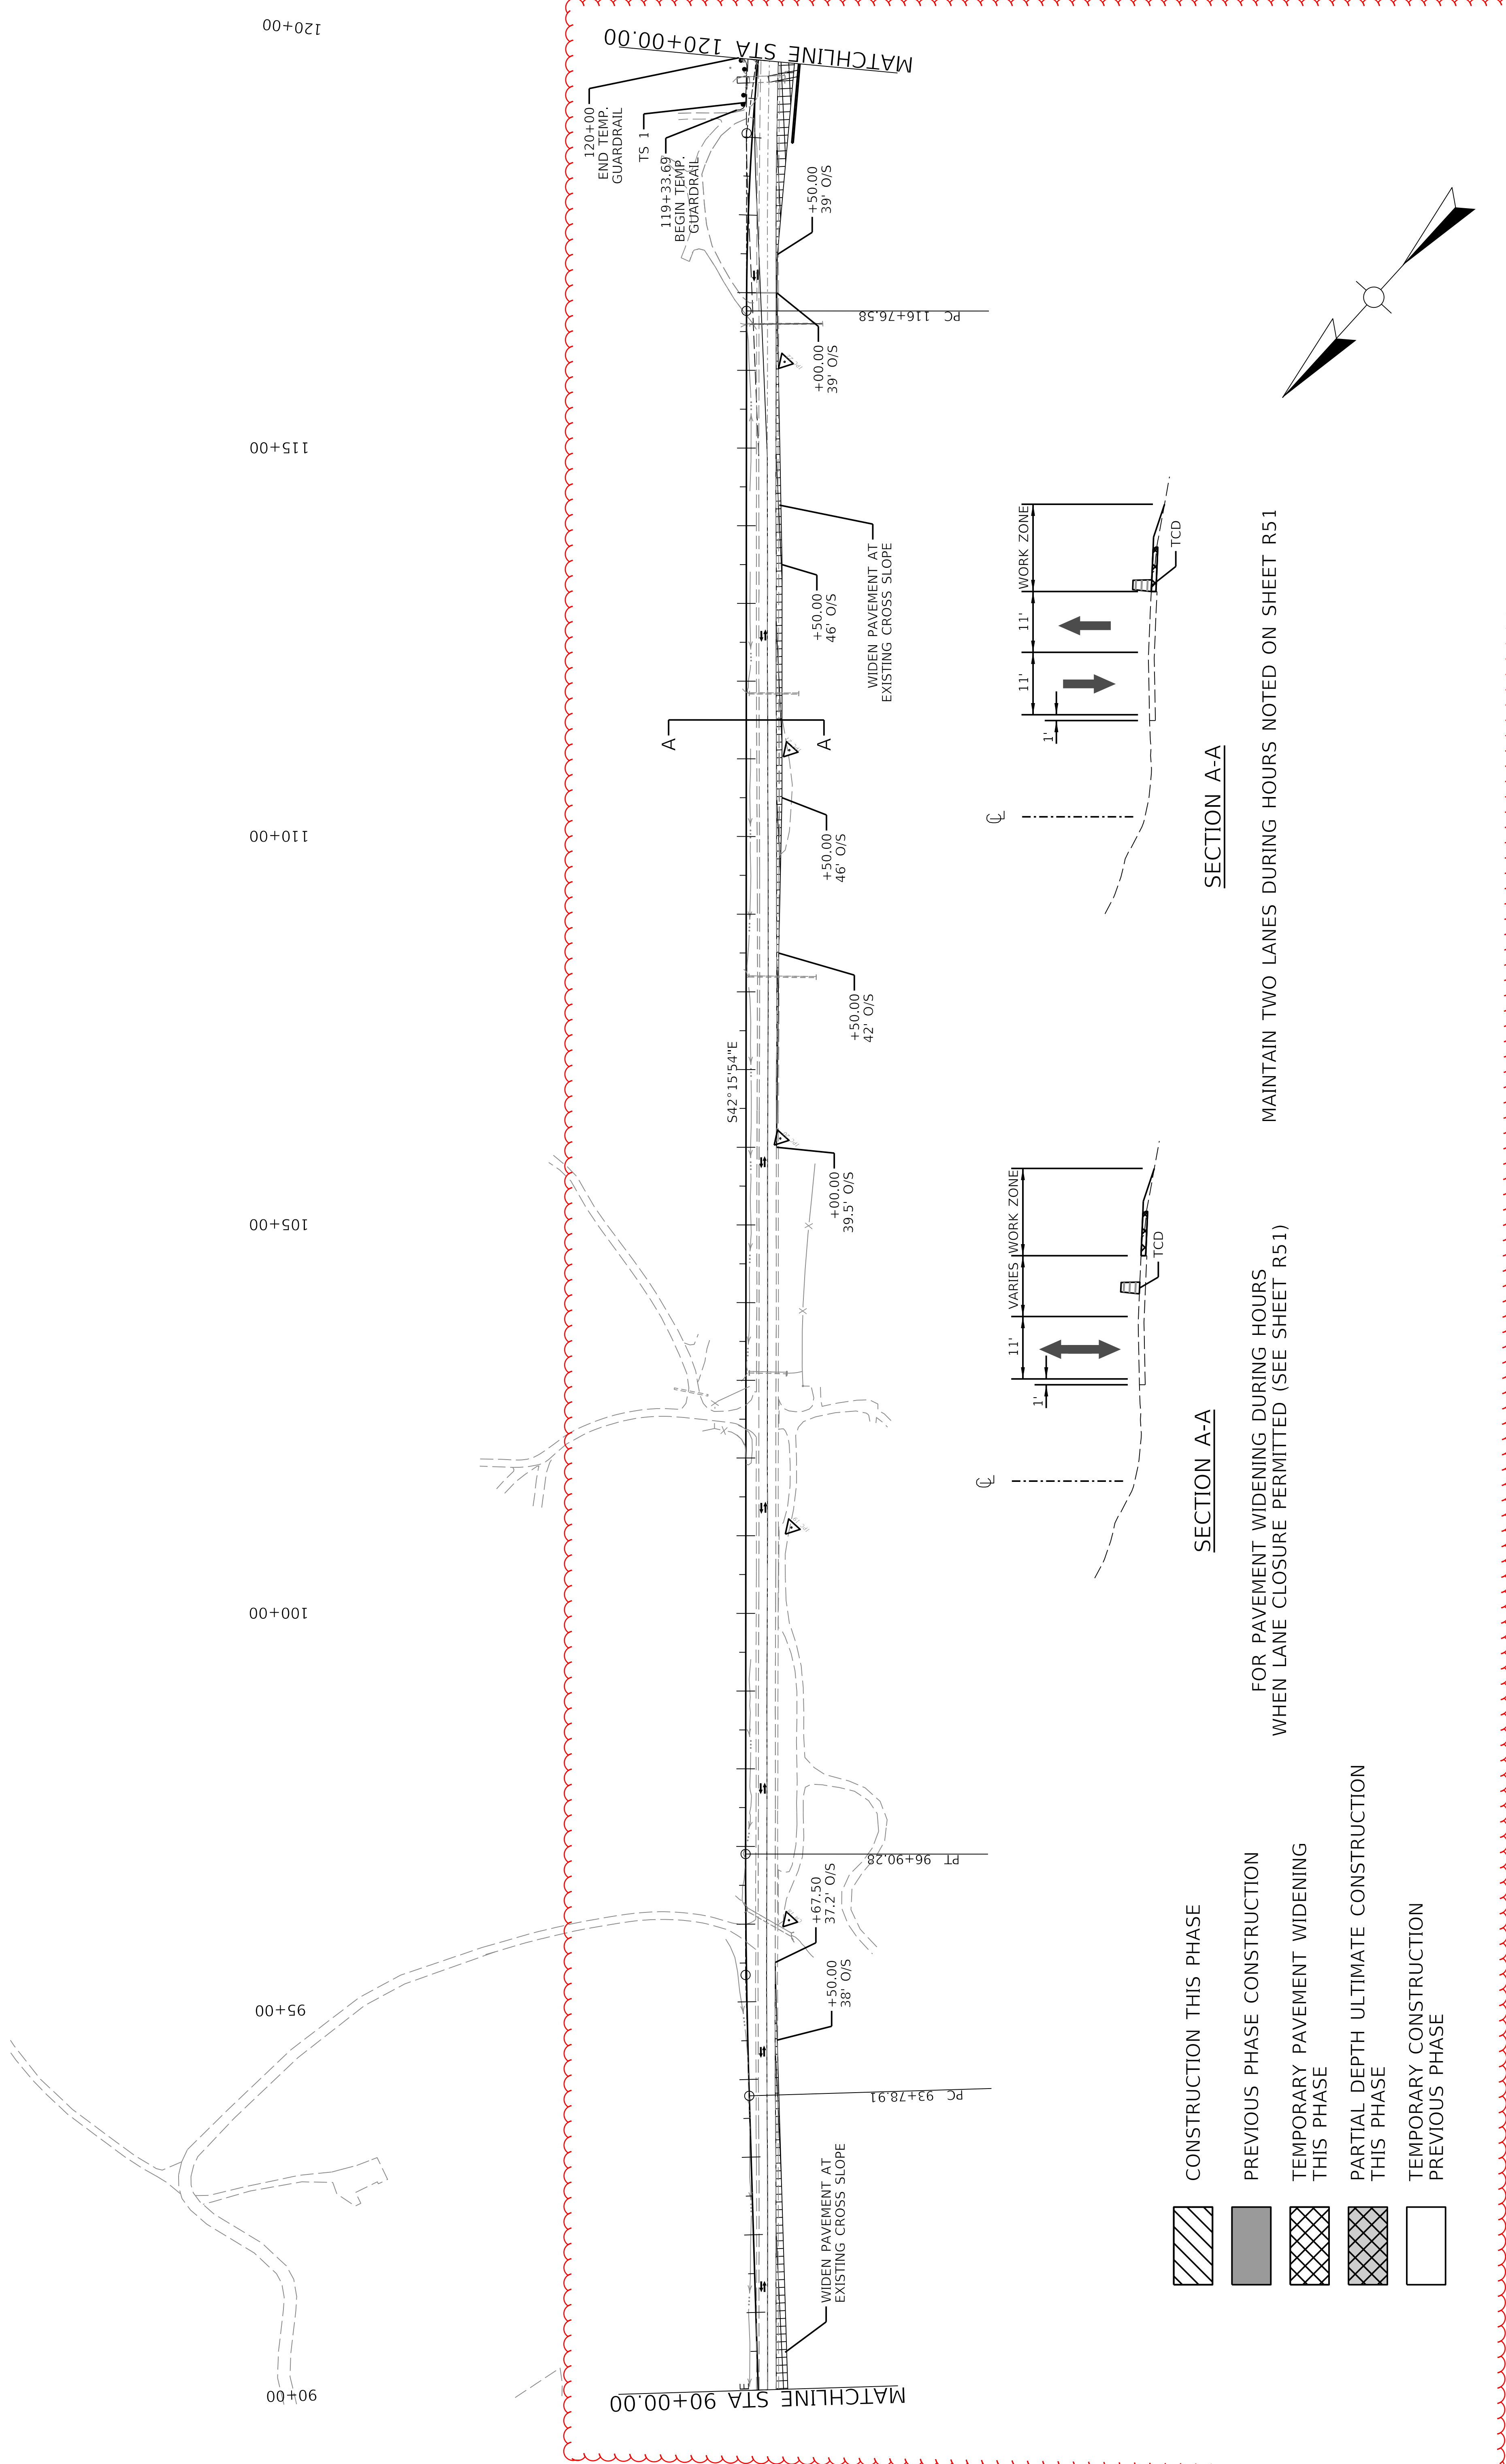 120+00
MATCHLINE STA 120+00.00
120+00
END TEMP.
GUARDRAIL
TS 1
119+33.69
BEGIN TEMP.
GUARDRAIL
+50.00
39' O/S
PC 116+76.58
+00.00
39' O/S
115+00
WIDEN PAVEMENT AT
EXISTING CROSS SLOPE
+50.00
46' O/S
A
A
110+00
+50.00
46' O/S
+50.00
42' O/S
S42°15'54"E
+00.00
39.5' O/S
105+00
X
X
X
X
100+00
PT 96+90.28
+67.50
37.2' O/S
+50.00
38' O/S
95+00
PC 93+78.91
WIDEN PAVEMENT AT
EXISTING CROSS SLOPE
90+00
MATCHLINE STA 90+00.00
WORK ZONE
11'
11'
1'
TCD
CL
SECTION A-A
MAINTAIN TWO LANES DURING HOURS NOTED ON SHEET R51
WORK ZONE
VARIES
11'
1'
TCD
CL
SECTION A-A
FOR PAVEMENT WIDENING DURING HOURS
WHEN LANE CLOSURE PERMITTED (SEE SHEET R51)
CONSTRUCTION THIS PHASE
PREVIOUS PHASE CONSTRUCTION
TEMPORARY PAVEMENT WIDENING
THIS PHASE
PARTIAL DEPTH ULTIMATE CONSTRUCTION
THIS PHASE
TEMPORARY CONSTRUCTION
PREVIOUS PHASE